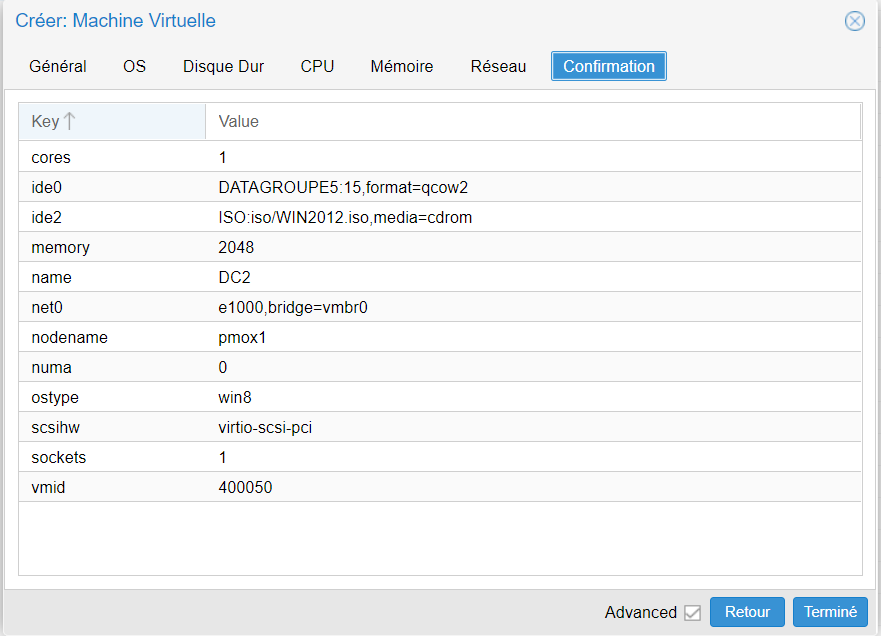 Créer: Machine Virtuelle
Général OS Disque Dur CPU Mémoire Réseau Confirmation
Key Value
cores 1
ide0 DATAGROUPE5:15,format=qcow2
ide2 ISO:iso/WIN2012.iso,media=cdrom
memory 2048
name DC2
net0 e1000,bridge=vmbr0
nodename pmox1
numa 0
ostype win8
scsihw virtio-scsi-pci
sockets 1
vmid 400050
Advanced Retour Terminé